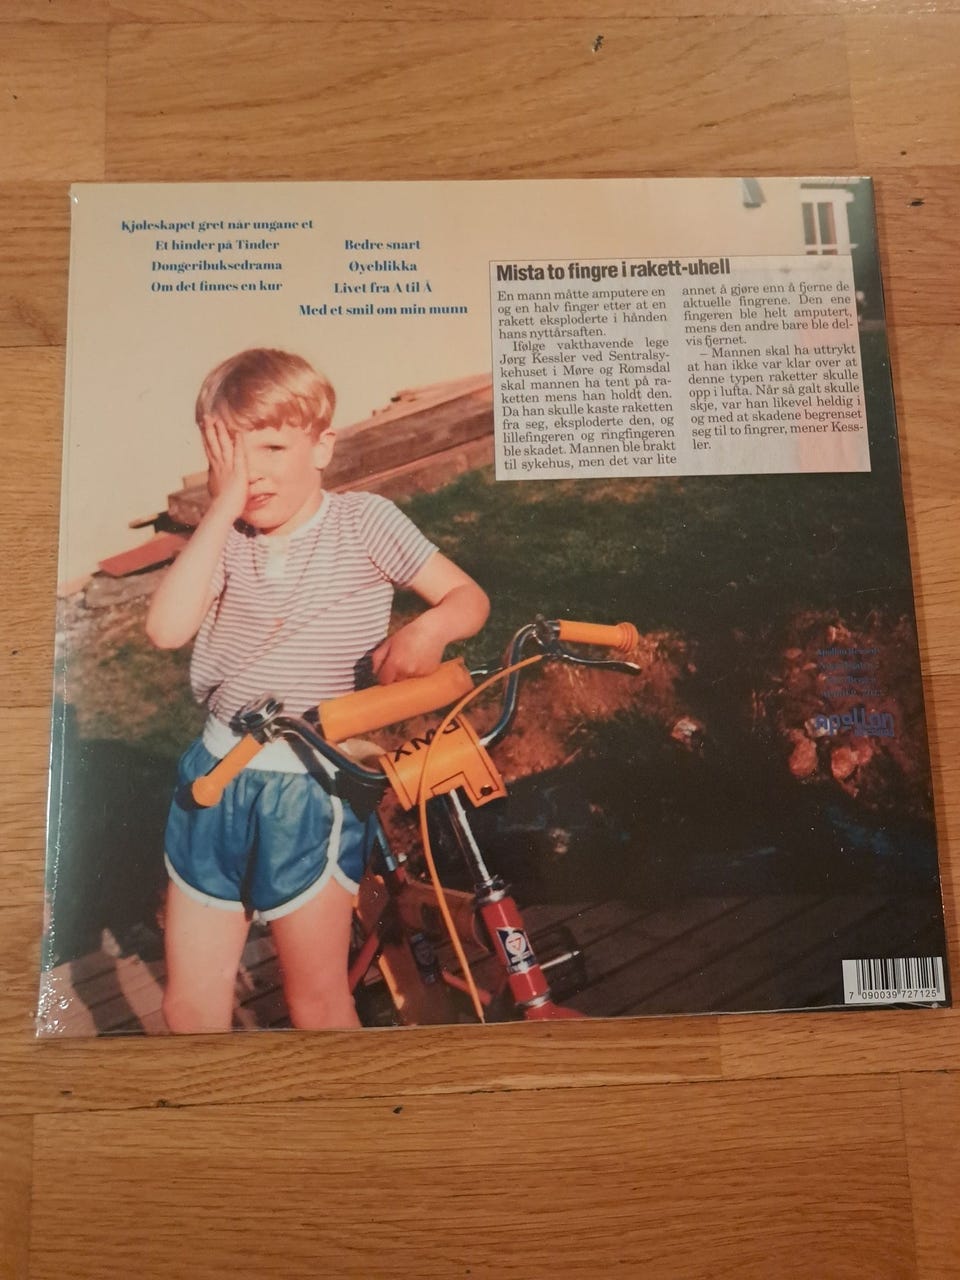 Kjøleskapet gret når ungane et
Et hinder på Tinder
Dongeribuksedrama
Om det finnes en kur
Bedre snart
Øyeblikka
Livet fra A til Å
Med et smil om min munn
Mista to fingre i rakett-uhell
En mann måtte amputere en
og en halv finger etter at en
rakett eksploderte i hånden
hans nyttårsaften.
Ifølge vakthavende lege
Jørg Kessler ved Sentralsy-
kehuset i Møre og Romsdal
skal mannen ha tent på ra-
ketten mens han holdt den.
Da han skulle kaste raketten
fra seg, eksploderte den, og
lillefingeren og ringfingeren
ble skadet. Mannen ble brakt
til sykehus, men det var lite
annet å gjøre enn å fjerne de
aktuelle fingrene. Den ene
fingeren ble helt amputert,
mens den andre bare ble del-
vis fjernet.
– Mannen skal ha uttrykt
at han ikke var klar over at
denne typen raketter skulle
opp i lufta. Når så galt skulle
skje, var han likevel heldig i
og med at skadene begrenset
seg til to fingrer, mener Kess-
ler.
BMX
Apollon Records
Apollon
records
7 090039 727125